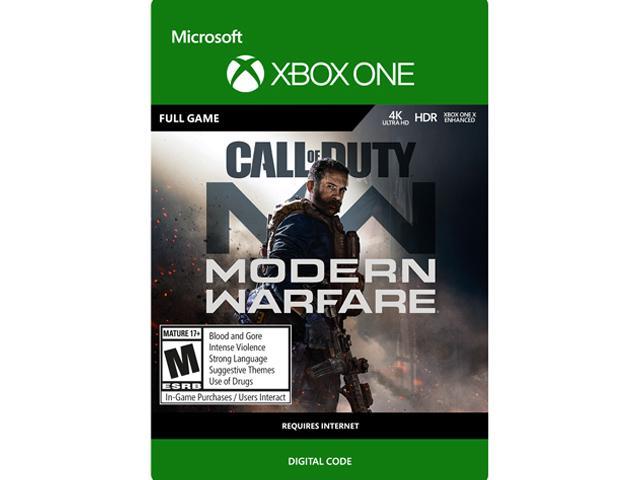 Microsoft
XBOX ONE
FULL GAME
4K
ULTRA HD
HDR
XBOX ONE X
ENHANCED
CALL OF DUTY
MW
MODERN
WARFARE
MATURE 17+
M
ESRB
Blood and Gore
Intense Violence
Strong Language
Suggestive Themes
Use of Drugs
In-Game Purchases / Users Interact
REQUIRES INTERNET
DIGITAL CODE